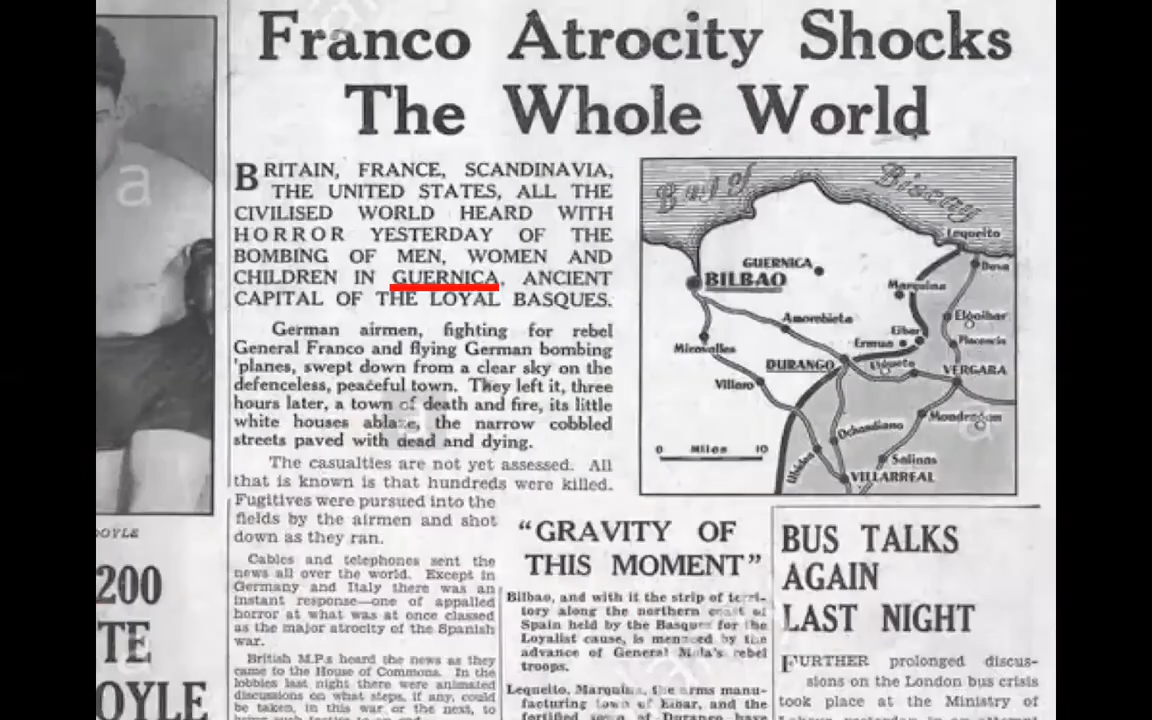 Franco Atrocity Shocks
The Whole World
BRITAIN, FRANCE, SCANDINAVIA,
THE UNITED STATES, ALL THE
CIVILISED WORLD HEARD WITH
HORROR YESTERDAY OF THE
BOMBING OF MEN, WOMEN AND
CHILDREN IN GUERNICA, ANCIENT
CAPITAL OF THE LOYAL BASQUES.
German airmen, fighting for rebel
General Franco and flying German bombing
'planes, swept down from a clear sky on the
defenceless, peaceful town. They left it, three
hours later, a town of death and fire, its little
white houses ablaze, the narrow cobbled
streets paved with dead and dying.
The casualties are not yet assessed. All
that is known is that hundreds were killed.
Fugitives were pursued into the
fields by the airmen and shot
down as they ran.
Cables and telephones sent the
news all over the world. Except in
Germany and Italy there was an
instant response—one of appalled
horror at what was at once classed
as the major atrocity of the Spanish
war.
British M.P.s heard the news as they
came to the House of Commons. In the
lobbies last night there were animated
discussions on what steps, if any, could
be taken, in this war or the next, to
Bay of Biscay
Lequeito
Deva
GUERNICA
BILBAO
Marquina
Elgoibar
Amorebieta
Eibar
Ermua
Placencia
Miravalles
DURANGO
Elgueta
VERGARA
Villaro
Mondragon
Ochandiano
Ubidea
Salinas
VILLARREAL
0 MILES 10
"GRAVITY OF
THIS MOMENT"
Bilbao, and with it the strip of terri-
tory along the northern coast of
Spain held by the Basques for the
Loyalist cause, is menaced by the
advance of General Mola's rebel
troops.
Lequeito, Marquina, the arms manu-
facturing town of Eibar, and the
fortified town of Durango have
BUS TALKS
AGAIN
LAST NIGHT
FURTHER prolonged discus-
sions on the London bus crisis
took place at the Ministry of
OYLE
200
TE
OYLE
a
a